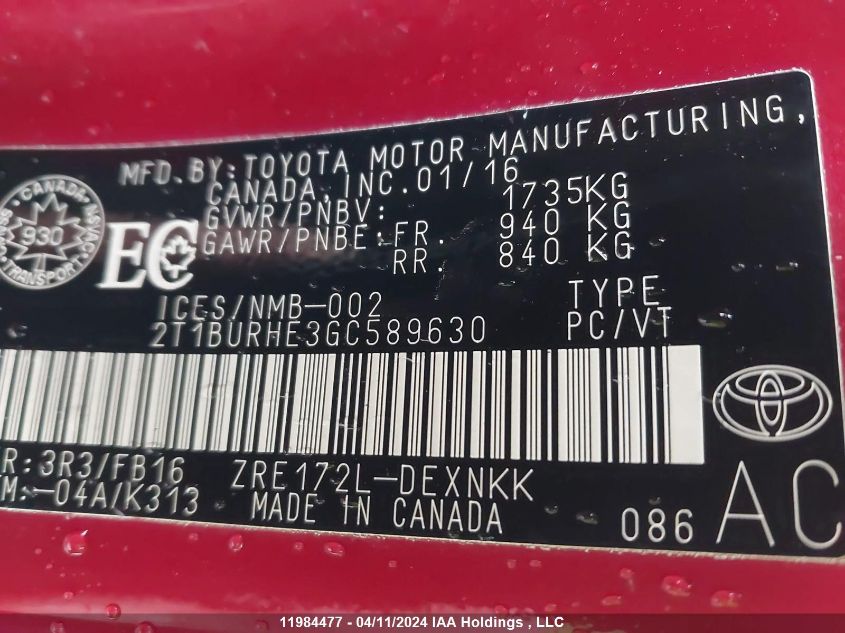 MFD.BY:TOYOTA MOTOR MANUFACTURING,
CANADA,INC.01/16
GVWR/PNBV: 1735KG
GAWR/PNBE:FR. 940 KG
RR. 840 KG
CANADA
930
TRANSPORT
EC
ICES/NMB-002
TYPE
2T1BURHE3GC589630
PC/VT
R:3R3/FB16
ZRE172L-DEXNKK
M:-04A/K313
MADE IN CANADA
086 AC
11984477 - 04/11/2024 IAA Holdings , LLC